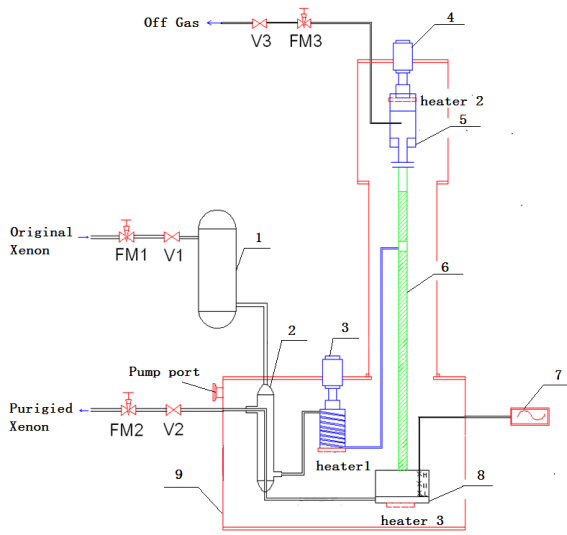 Off Gas
V3
FM3
4
heater 2
5
Original
Xenon
FM1
V1
1
2
3
6
7
Pump port
Purigied
Xenon
FM2
V2
heater1
9
8
heater 3